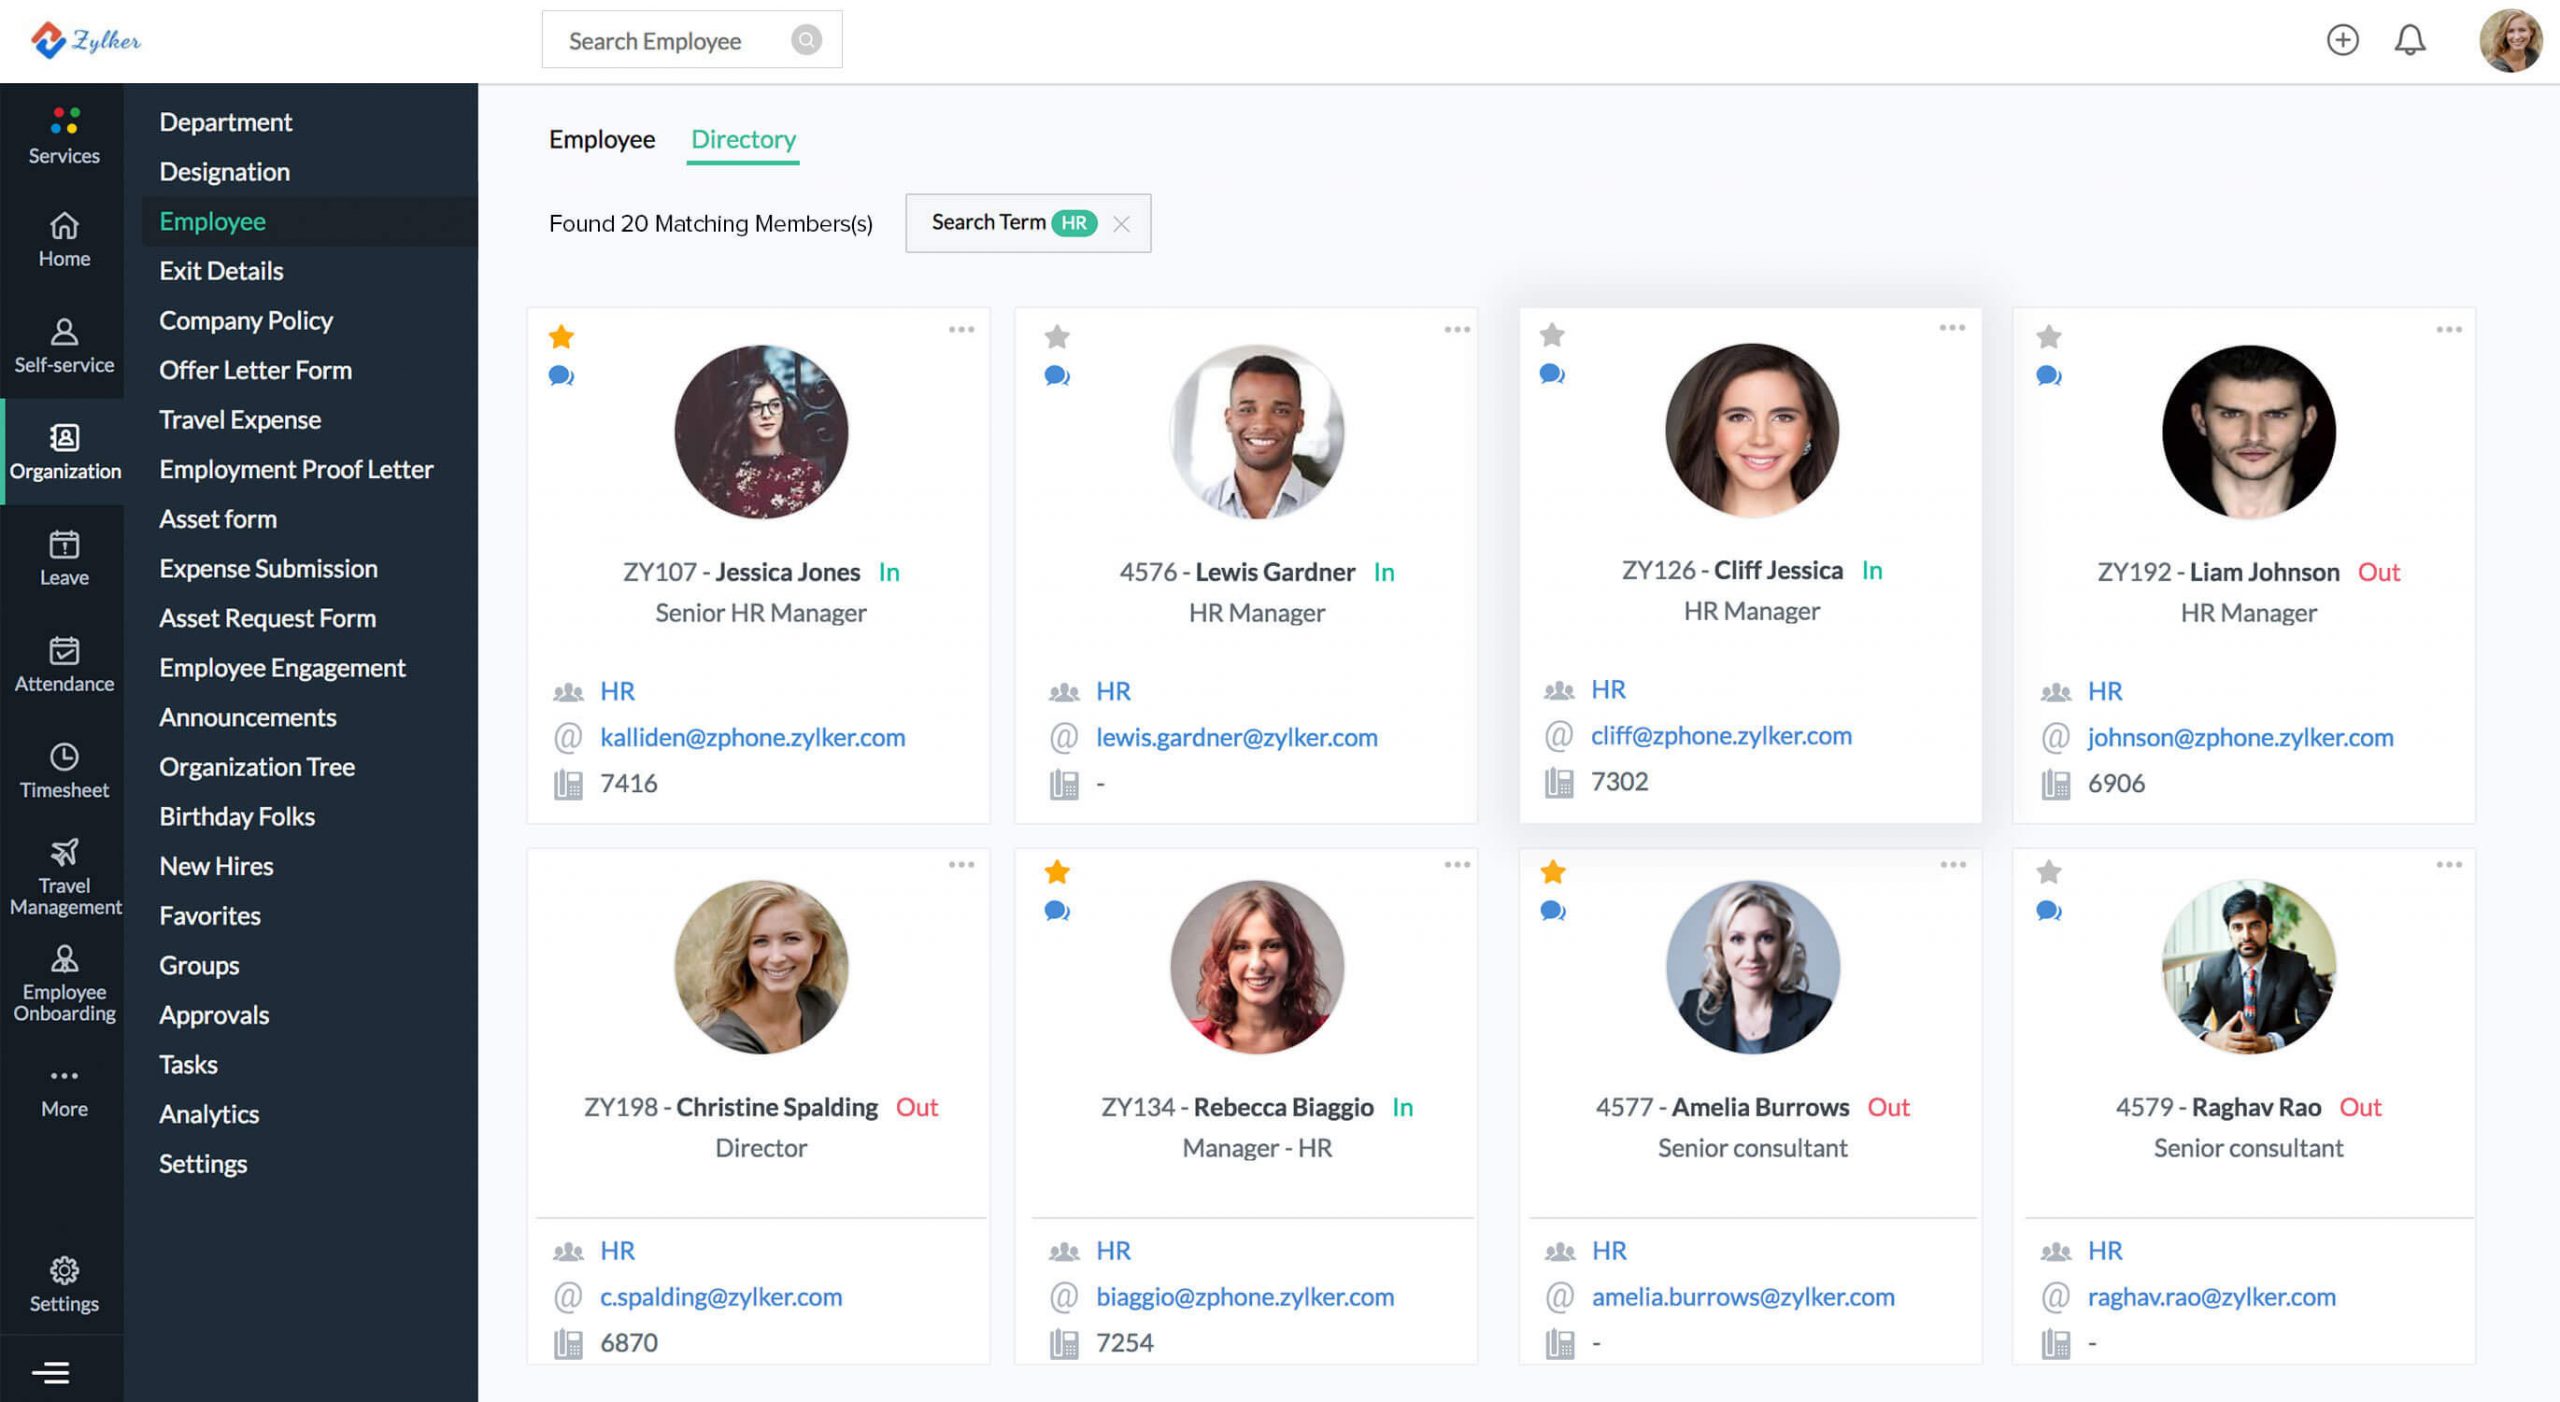 Zylker
Search Employee
Services
Home
Self-service
Organization
Leave
Attendance
Timesheet
Travel
Management
Employee
Onboarding
More
Settings
Department
Designation
Employee
Exit Details
Company Policy
Offer Letter Form
Travel Expense
Employment Proof Letter
Asset form
Expense Submission
Asset Request Form
Employee Engagement
Announcements
Organization Tree
Birthday Folks
New Hires
Favorites
Groups
Approvals
Tasks
Analytics
Settings
Employee Directory
Found 20 Matching Members(s) Search Term HR
ZY107 - Jessica Jones In
Senior HR Manager
HR
kalliden@zphone.zylker.com
7416
4576 - Lewis Gardner In
HR Manager
HR
lewis.gardner@zylker.com
-
ZY126 - Cliff Jessica In
HR Manager
HR
cliff@zphone.zylker.com
7302
ZY192 - Liam Johnson Out
HR Manager
HR
johnson@zphone.zylker.com
6906
ZY198 - Christine Spalding Out
Director
HR
c.spalding@zylker.com
6870
ZY134 - Rebecca Biaggio In
Manager - HR
HR
biaggio@zphone.zylker.com
7254
4577 - Amelia Burrows Out
Senior consultant
HR
amelia.burrows@zylker.com
-
4579 - Raghav Rao Out
Senior consultant
HR
raghav.rao@zylker.com
-